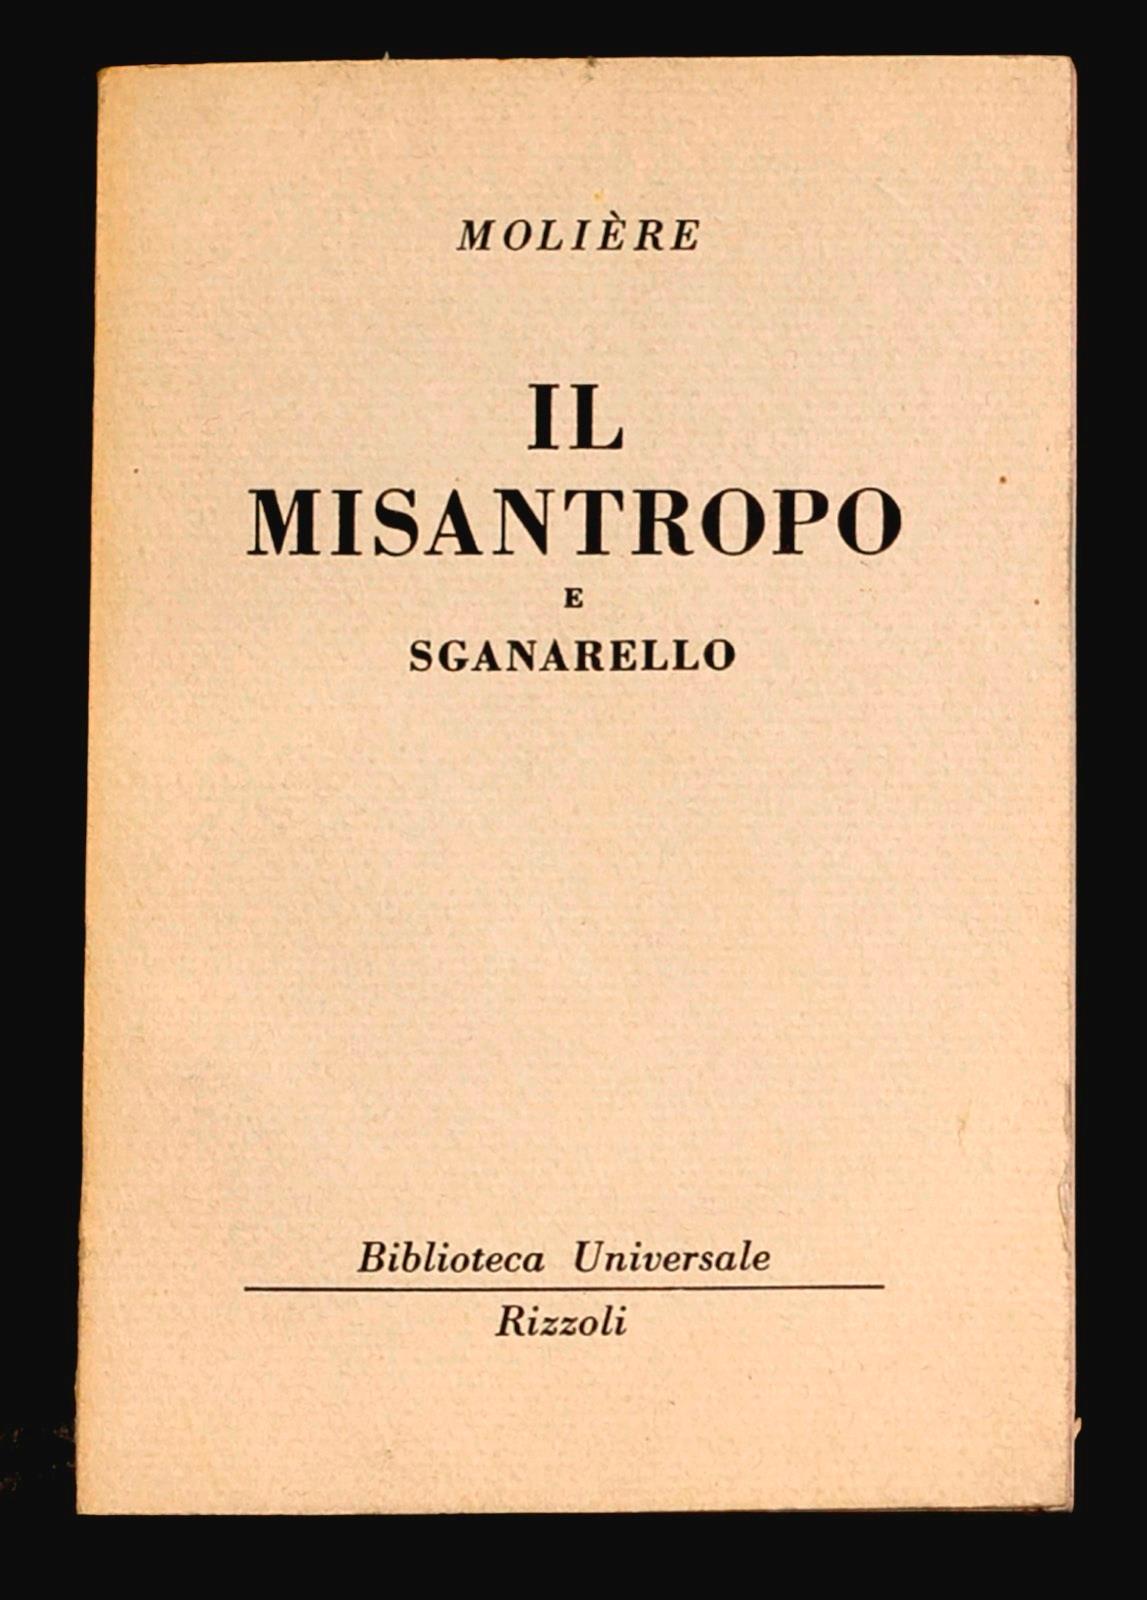 MOLIÈRE
IL
MISANTROPO
E
SGANARELLO
Biblioteca Universale
Rizzoli